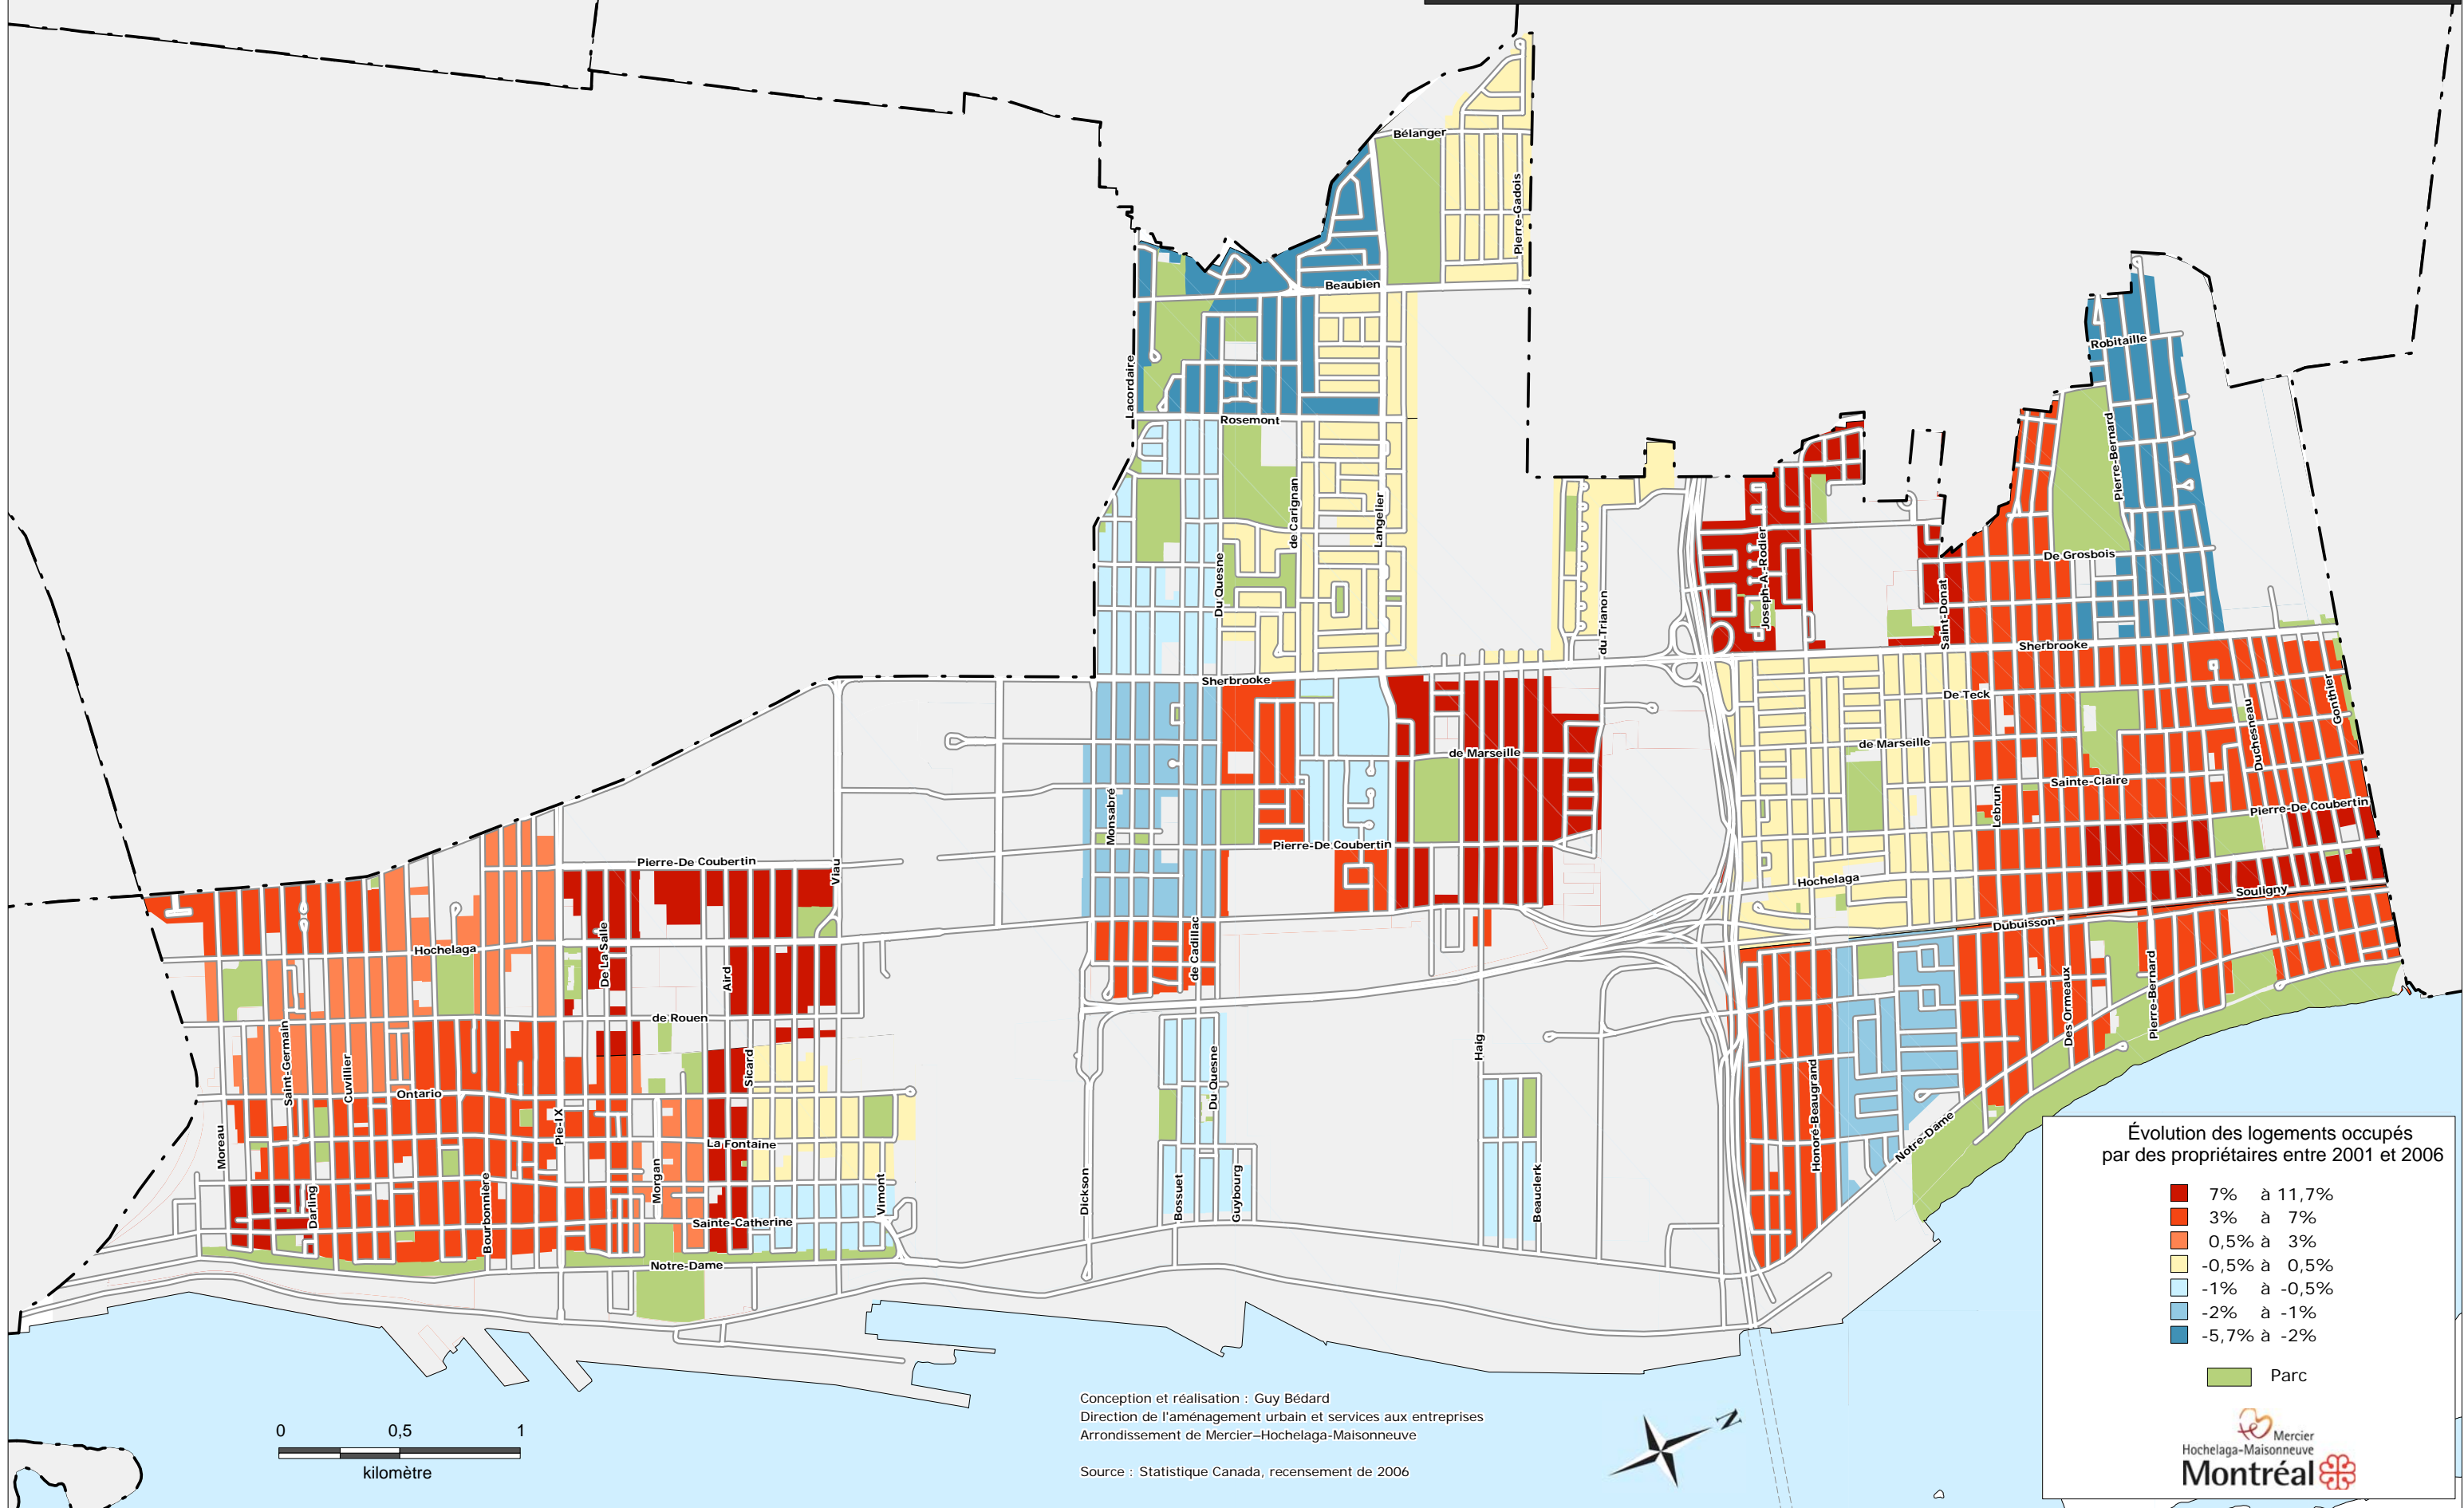 Bélanger
Pierre-Gadois
Beaubien
Lacordaire
Rosemont
Robitaille
Pierre-Bernard
de Carignan
Langelier
Du Quesne
Joseph-A.-Rodier
De Grosbois
Saint-Donat
du Trianon
Sherbrooke
Sherbrooke
De Teck
Gonthier
Duchesneau
de Marseille
de Marseille
Sainte-Claire
Monsabré
Lebrun
Pierre-De Coubertin
Pierre-De Coubertin
Pierre-De Coubertin
Viau
Hochelaga
Souligny
Dubuisson
Hochelaga
De La Salle
Aird
de Cadillac
Des Ormeaux
Pierre-Bernard
de Rouen
Saint-Germain
Cuvillier
Sicard
Haig
Du Quesne
Ontario
Pie-IX
La Fontaine
Honoré-Beaugrand
Notre-Dame
Moreau
Morgan
Darling
Bourbonnière
Vimont
Dickson
Bossuet
Guybourg
Beauclerk
Sainte-Catherine
Notre-Dame
Évolution des logements occupés
par des propriétaires entre 2001 et 2006
7% à 11,7%
3% à 7%
0,5% à 3%
-0,5% à 0,5%
-1% à -0,5%
-2% à -1%
-5,7% à -2%
Parc
Mercier
Hochelaga-Maisonneuve
Montréal
0 0,5 1
kilomètre
Conception et réalisation : Guy Bédard
Direction de l'aménagement urbain et services aux entreprises
Arrondissement de Mercier–Hochelaga-Maisonneuve
Source : Statistique Canada, recensement de 2006
N